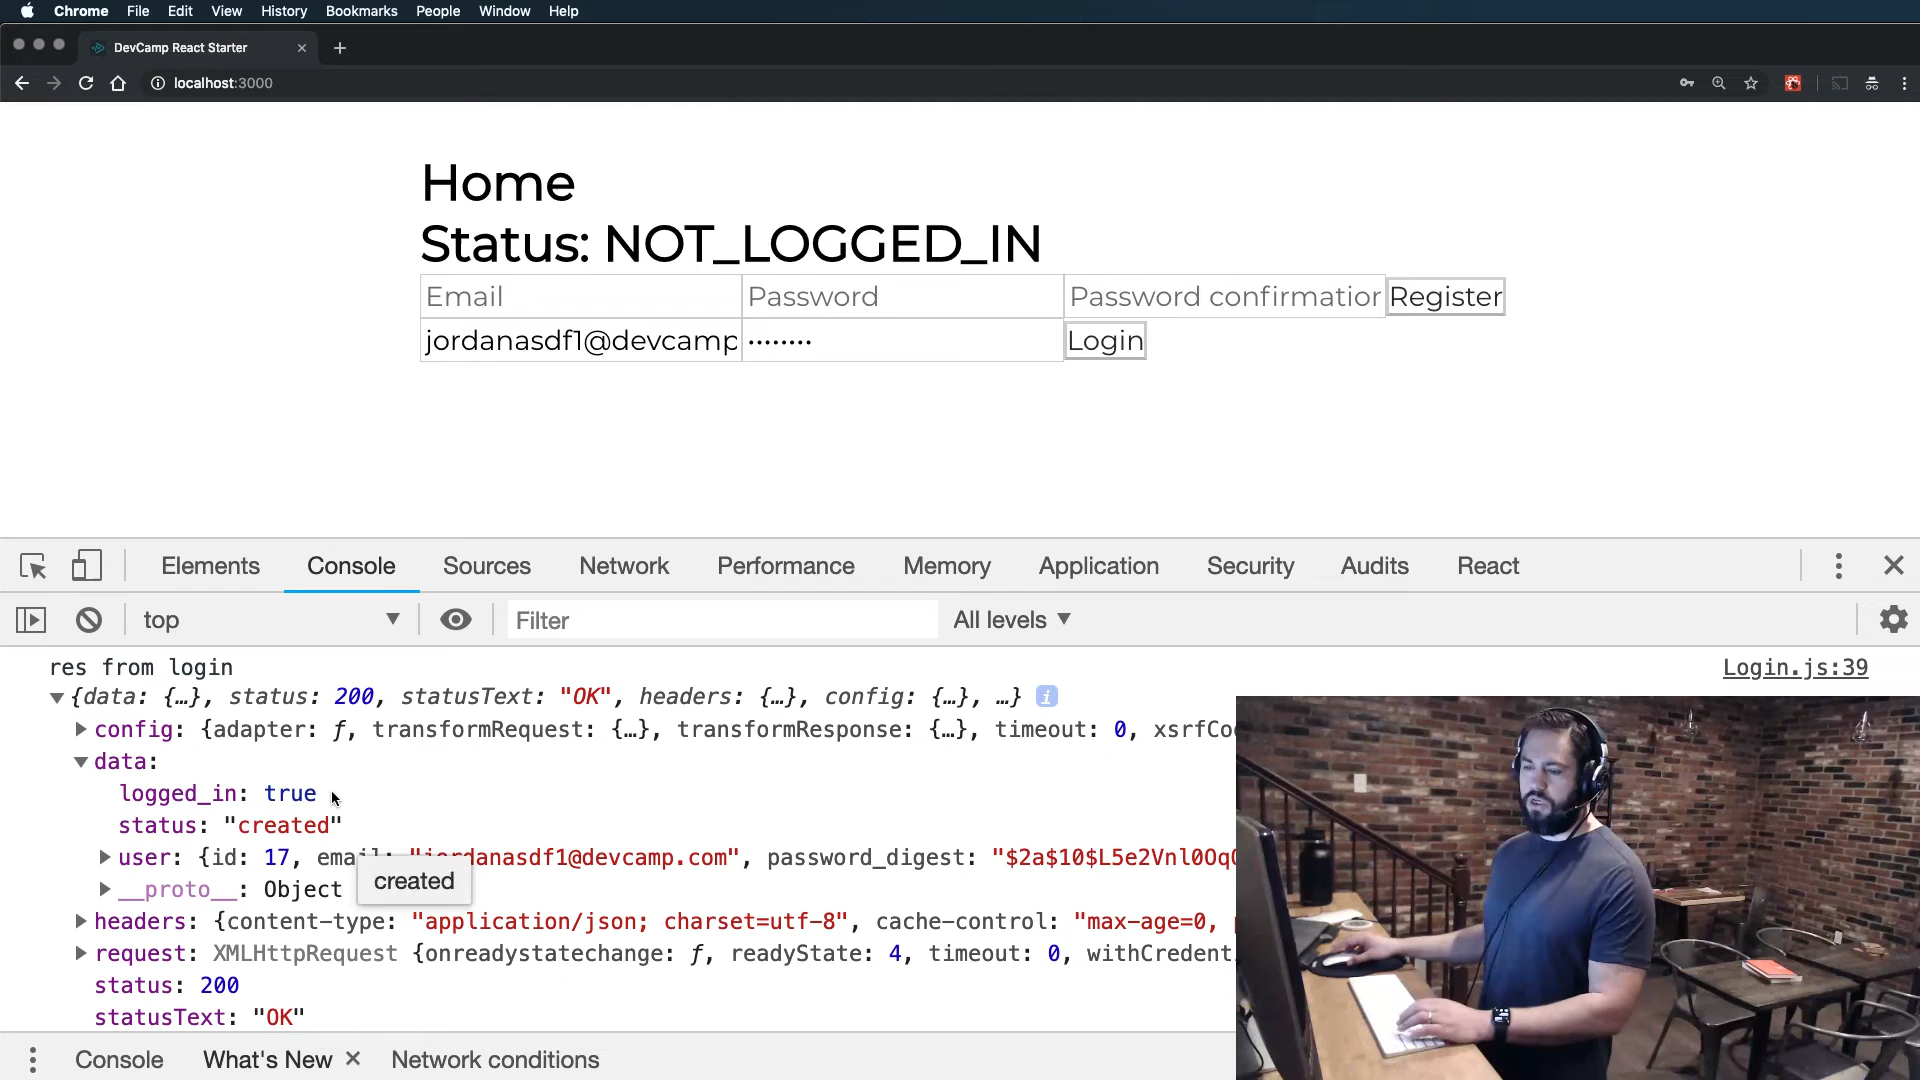 Chrome File Edit View History Bookmarks People Window Help
DevCamp React Starter
localhost:3000
Home
Status: NOT_LOGGED_IN
Email Password Password confirmation Register
jordanasdf1@devcamp •••••••• Login
Elements Console Sources Network Performance Memory Application Security Audits React
top Filter All levels
res from login Login.js:39
{data: {…}, status: 200, statusText: "OK", headers: {…}, config: {…}, …}
config: {adapter: ƒ, transformRequest: {…}, transformResponse: {…}, timeout: 0, xsrfCo
data:
logged_in: true
status: "created"
user: {id: 17, email: "jordanasdf1@devcamp.com", password_digest: "$2a$10$L5e2Vnl0Oq
__proto__: Object
created
headers: {content-type: "application/json; charset=utf-8", cache-control: "max-age=0,
request: XMLHttpRequest {onreadystatechange: ƒ, readyState: 4, timeout: 0, withCredent
status: 200
statusText: "OK"
Console What's New Network conditions